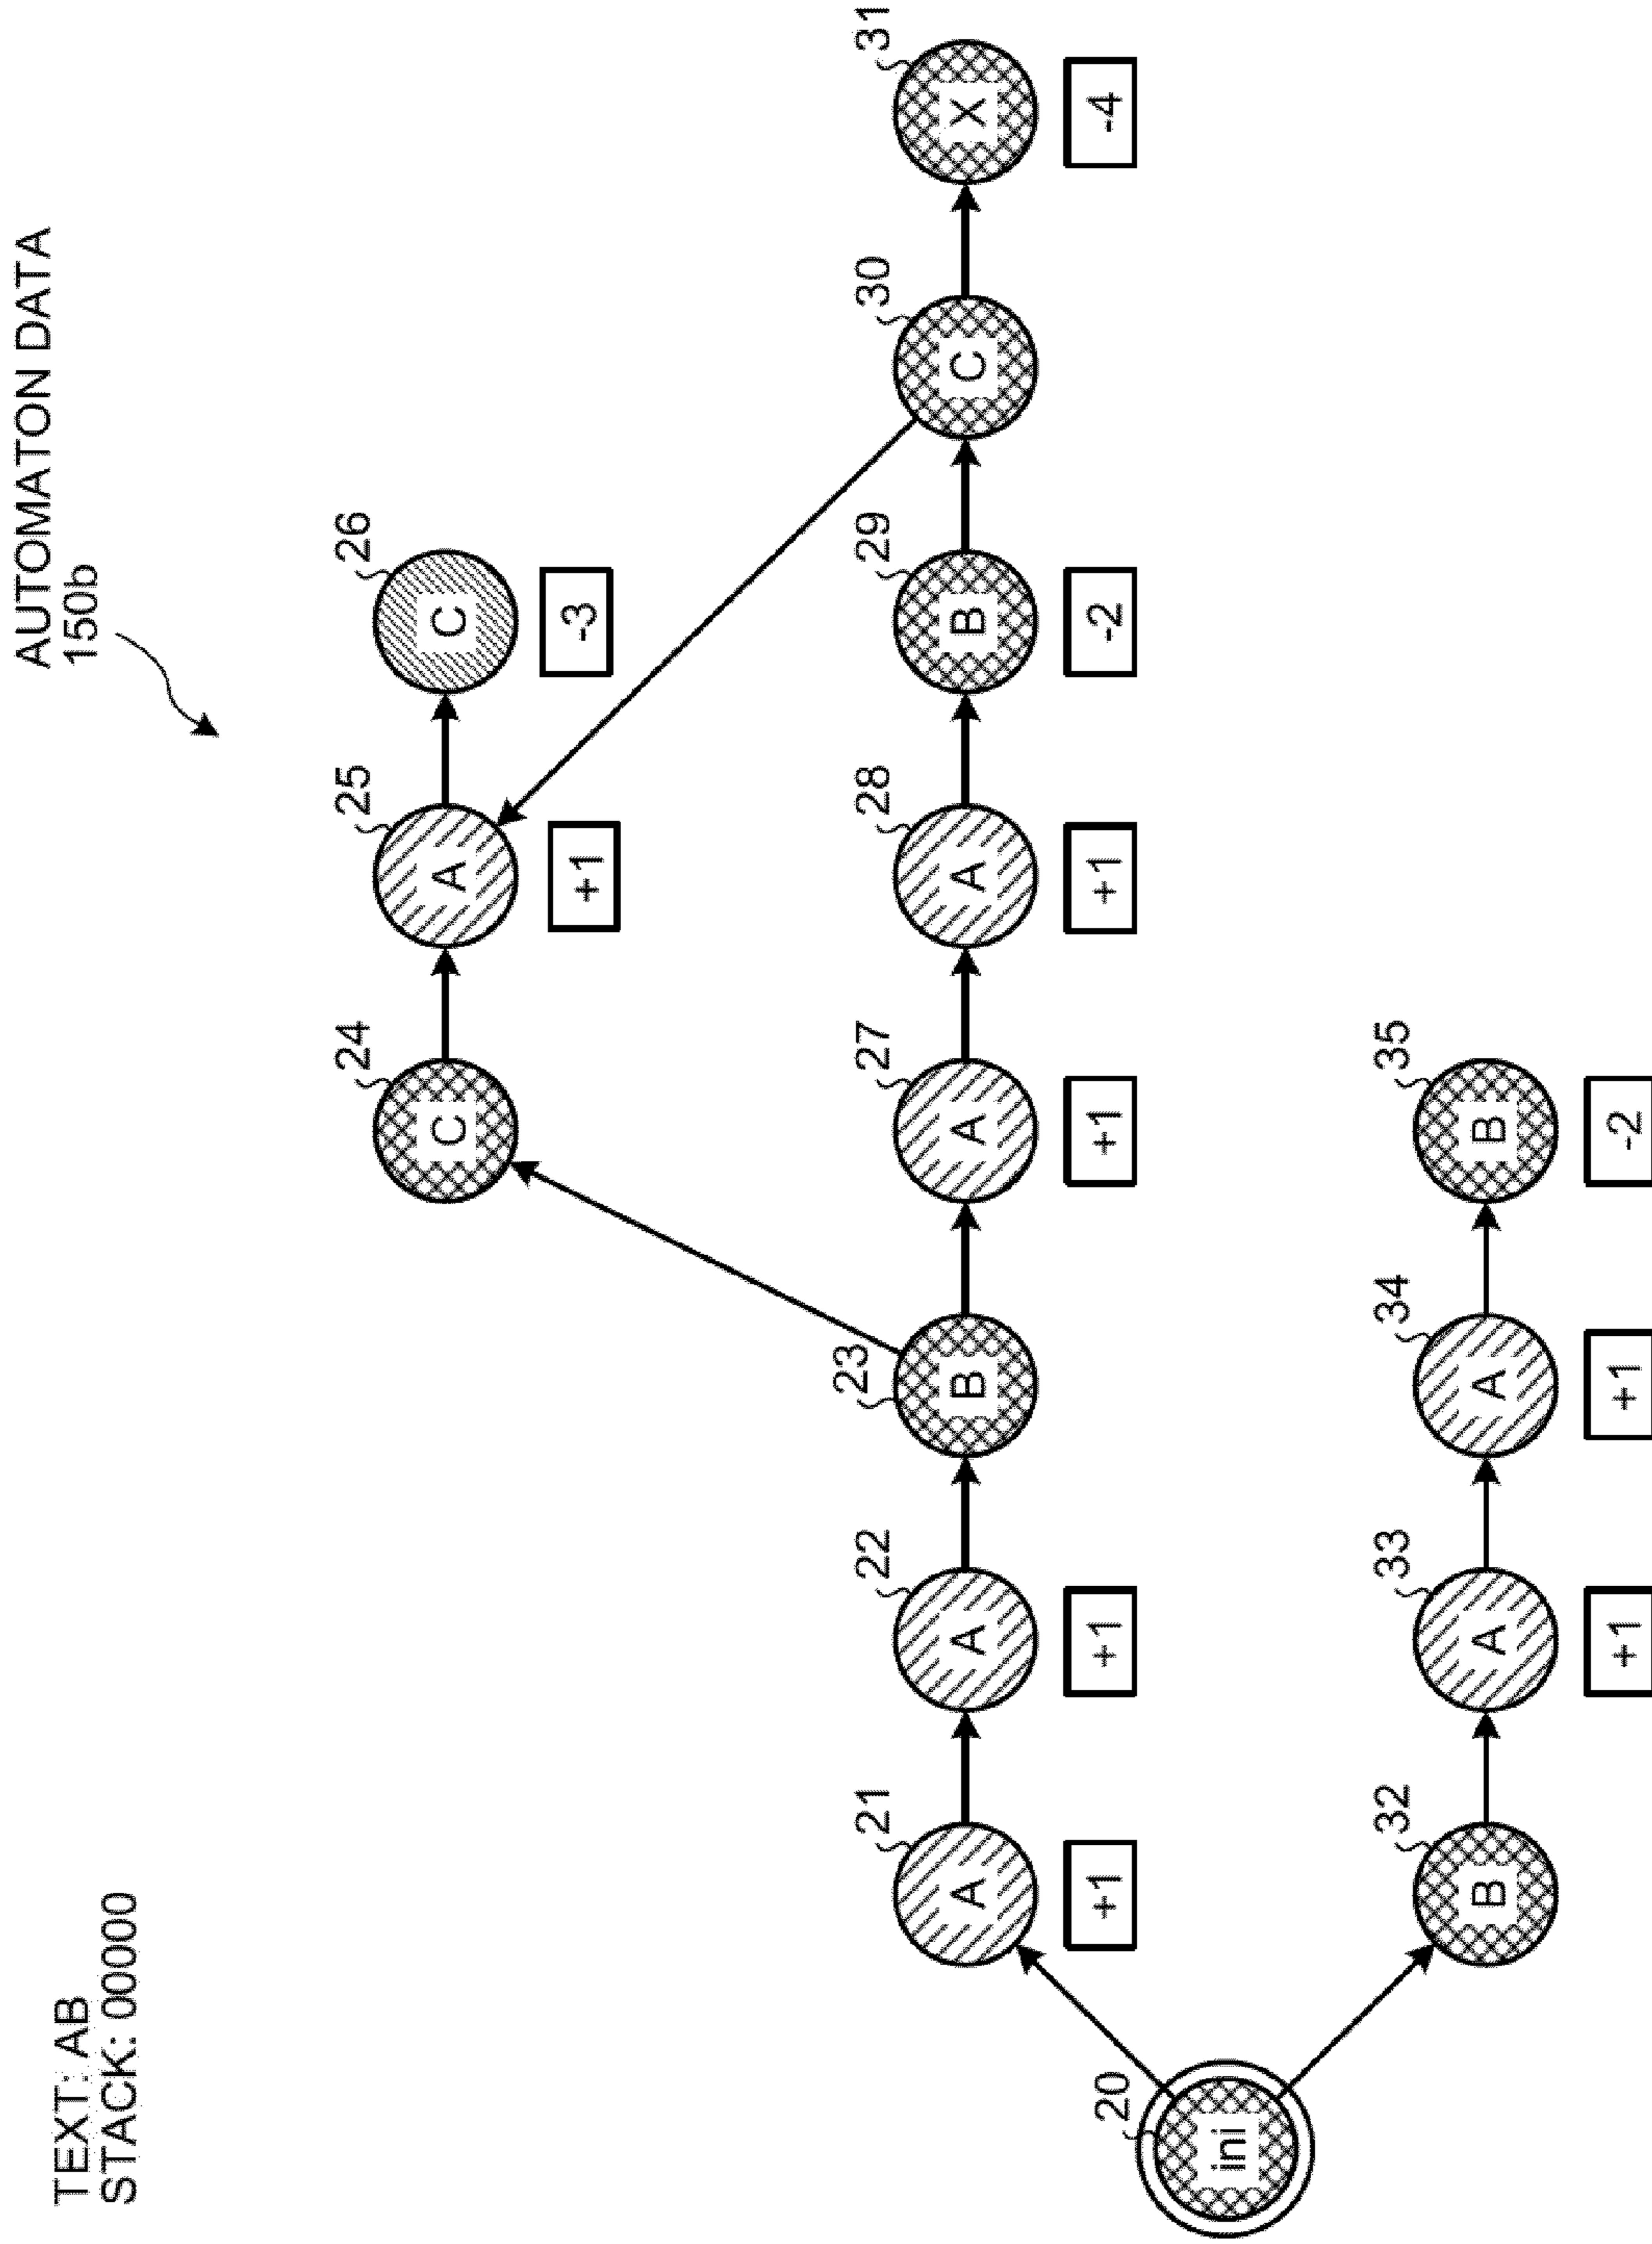 TEXT: AB
STACK: 00000
AUTOMATON DATA
150b
24
25
26
C
A
C
+1
-3
21
22
23
27
28
29
30
31
A
A
B
A
A
B
C
X
+1
+1
+1
+1
-2
-4
20
ini
32
33
34
35
B
A
A
B
+1
+1
-2